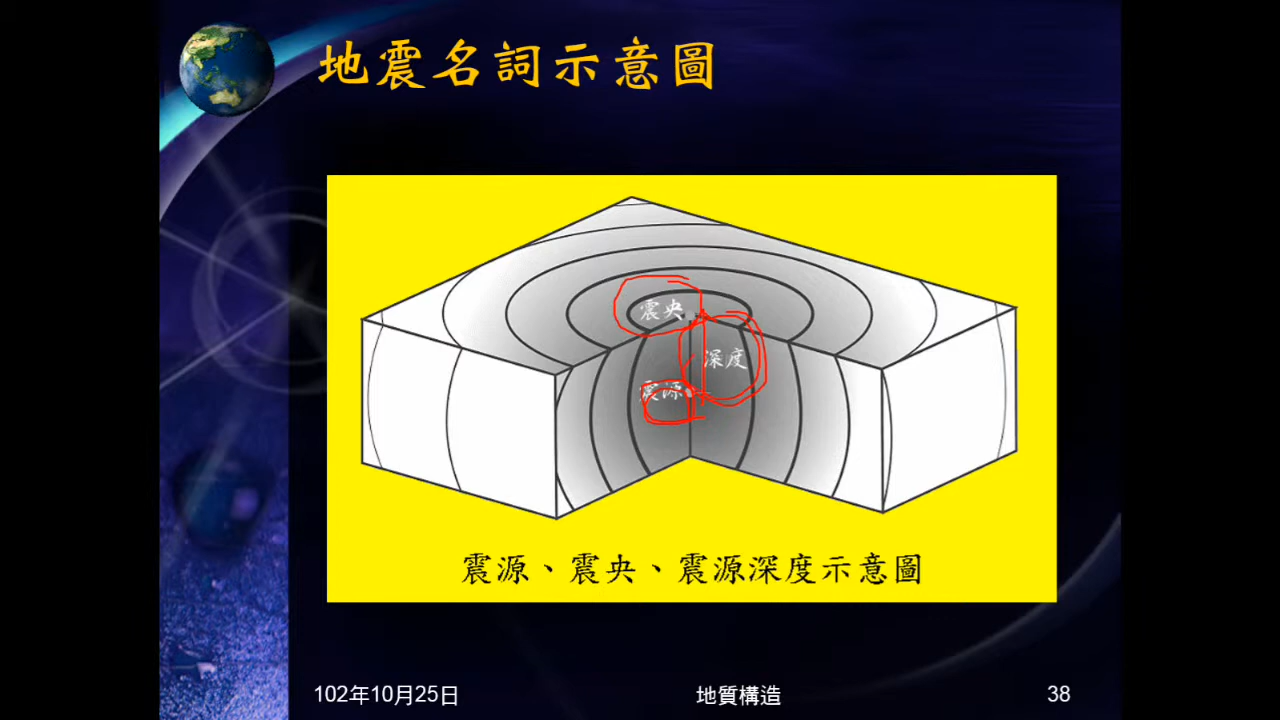 地震名詞示意圖
震央
深度
震源
震源、震央、震源深度示意圖
102年10月25日
地質構造
38